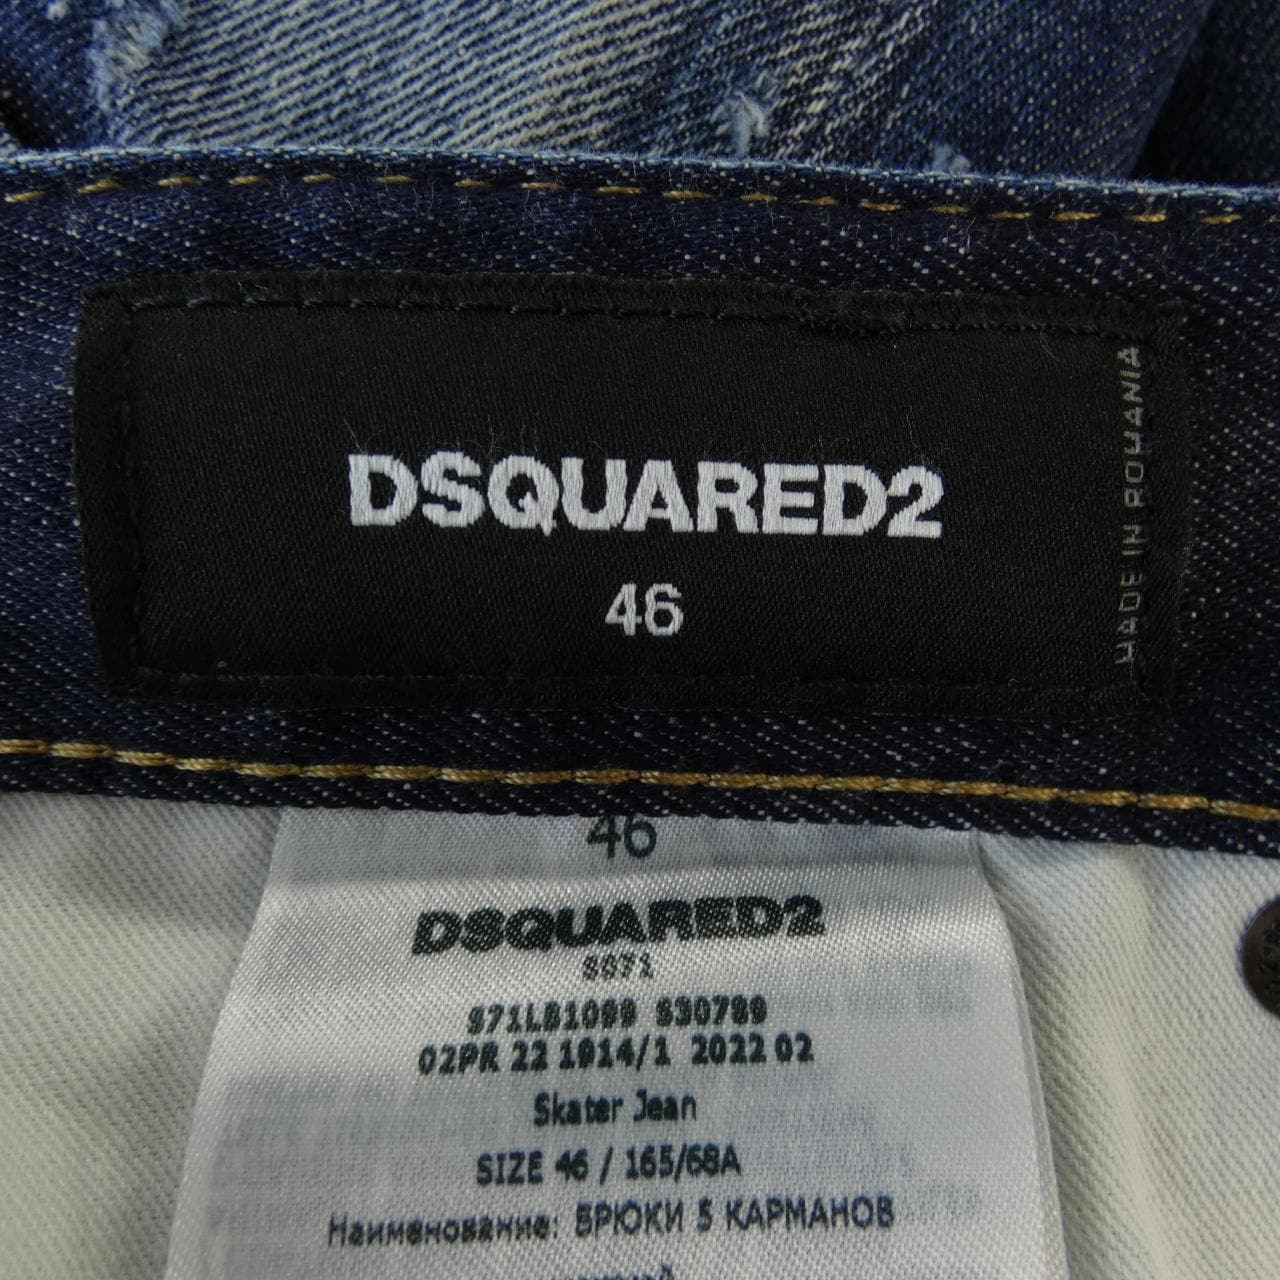 DSQUARED2
46
MADE IN ROMANIA
46
DSQUARED2
S071
S71LB1099 S30789
02PR 22 1914/1 2022 02
Skater Jean
SIZE 46 / 165/68A
Наименование: БРЮКИ 5 КАРМАНОВ